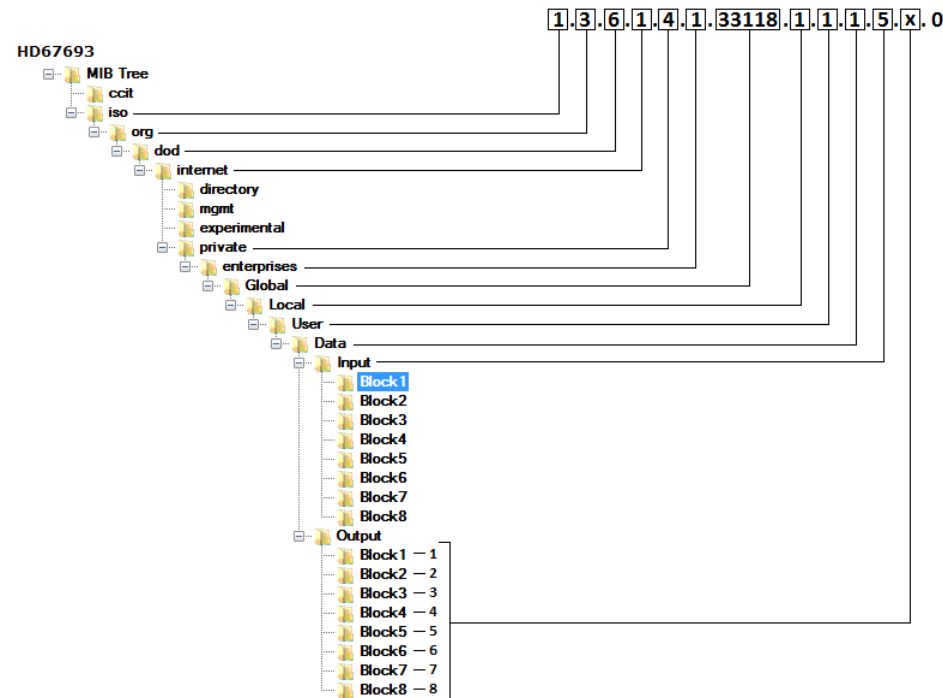 1.3.6.1.4.1.33118.1.1.1.5.x.0
HD67693
MIB Tree
ccit
iso
org
dod
internet
directory
mgmt
experimental
private
enterprises
Global
Local
User
Data
Input
Block1
Block2
Block3
Block4
Block5
Block6
Block7
Block8
Output
Block1 — 1
Block2 — 2
Block3 — 3
Block4 — 4
Block5 — 5
Block6 — 6
Block7 — 7
Block8 — 8